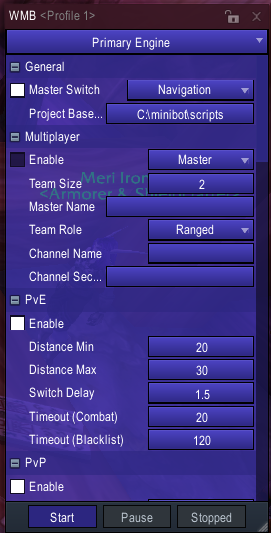 WMB <Profile 1>
Primary Engine
General
Master Switch Navigation
Project Base... C:\minibot\scripts
Multiplayer
Enable Master
Meri Iron
Team Size 2
<Armorer &
Master Name
Team Role Ranged
Channel Name
Channel Sec...
PvE
Enable
Distance Min 20
Distance Max 30
Switch Delay 1.5
Timeout (Combat) 20
Timeout (Blacklist) 120
PvP
Enable
Start Pause Stopped